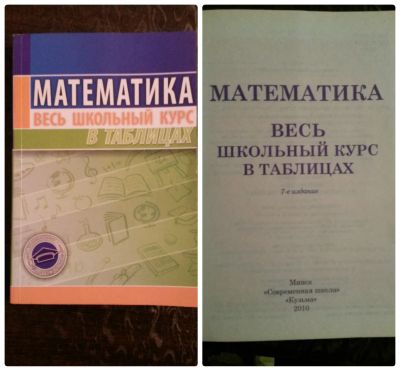 МАТЕМАТИКА
ВЕСЬ ШКОЛЬНЫЙ КУРС
В ТАБЛИЦАХ
МАТЕМАТИКА
ВЕСЬ
ШКОЛЬНЫЙ КУРС
В ТАБЛИЦАХ
7-е издание
Минск
«Современная школа»
«Кузьма»
2010